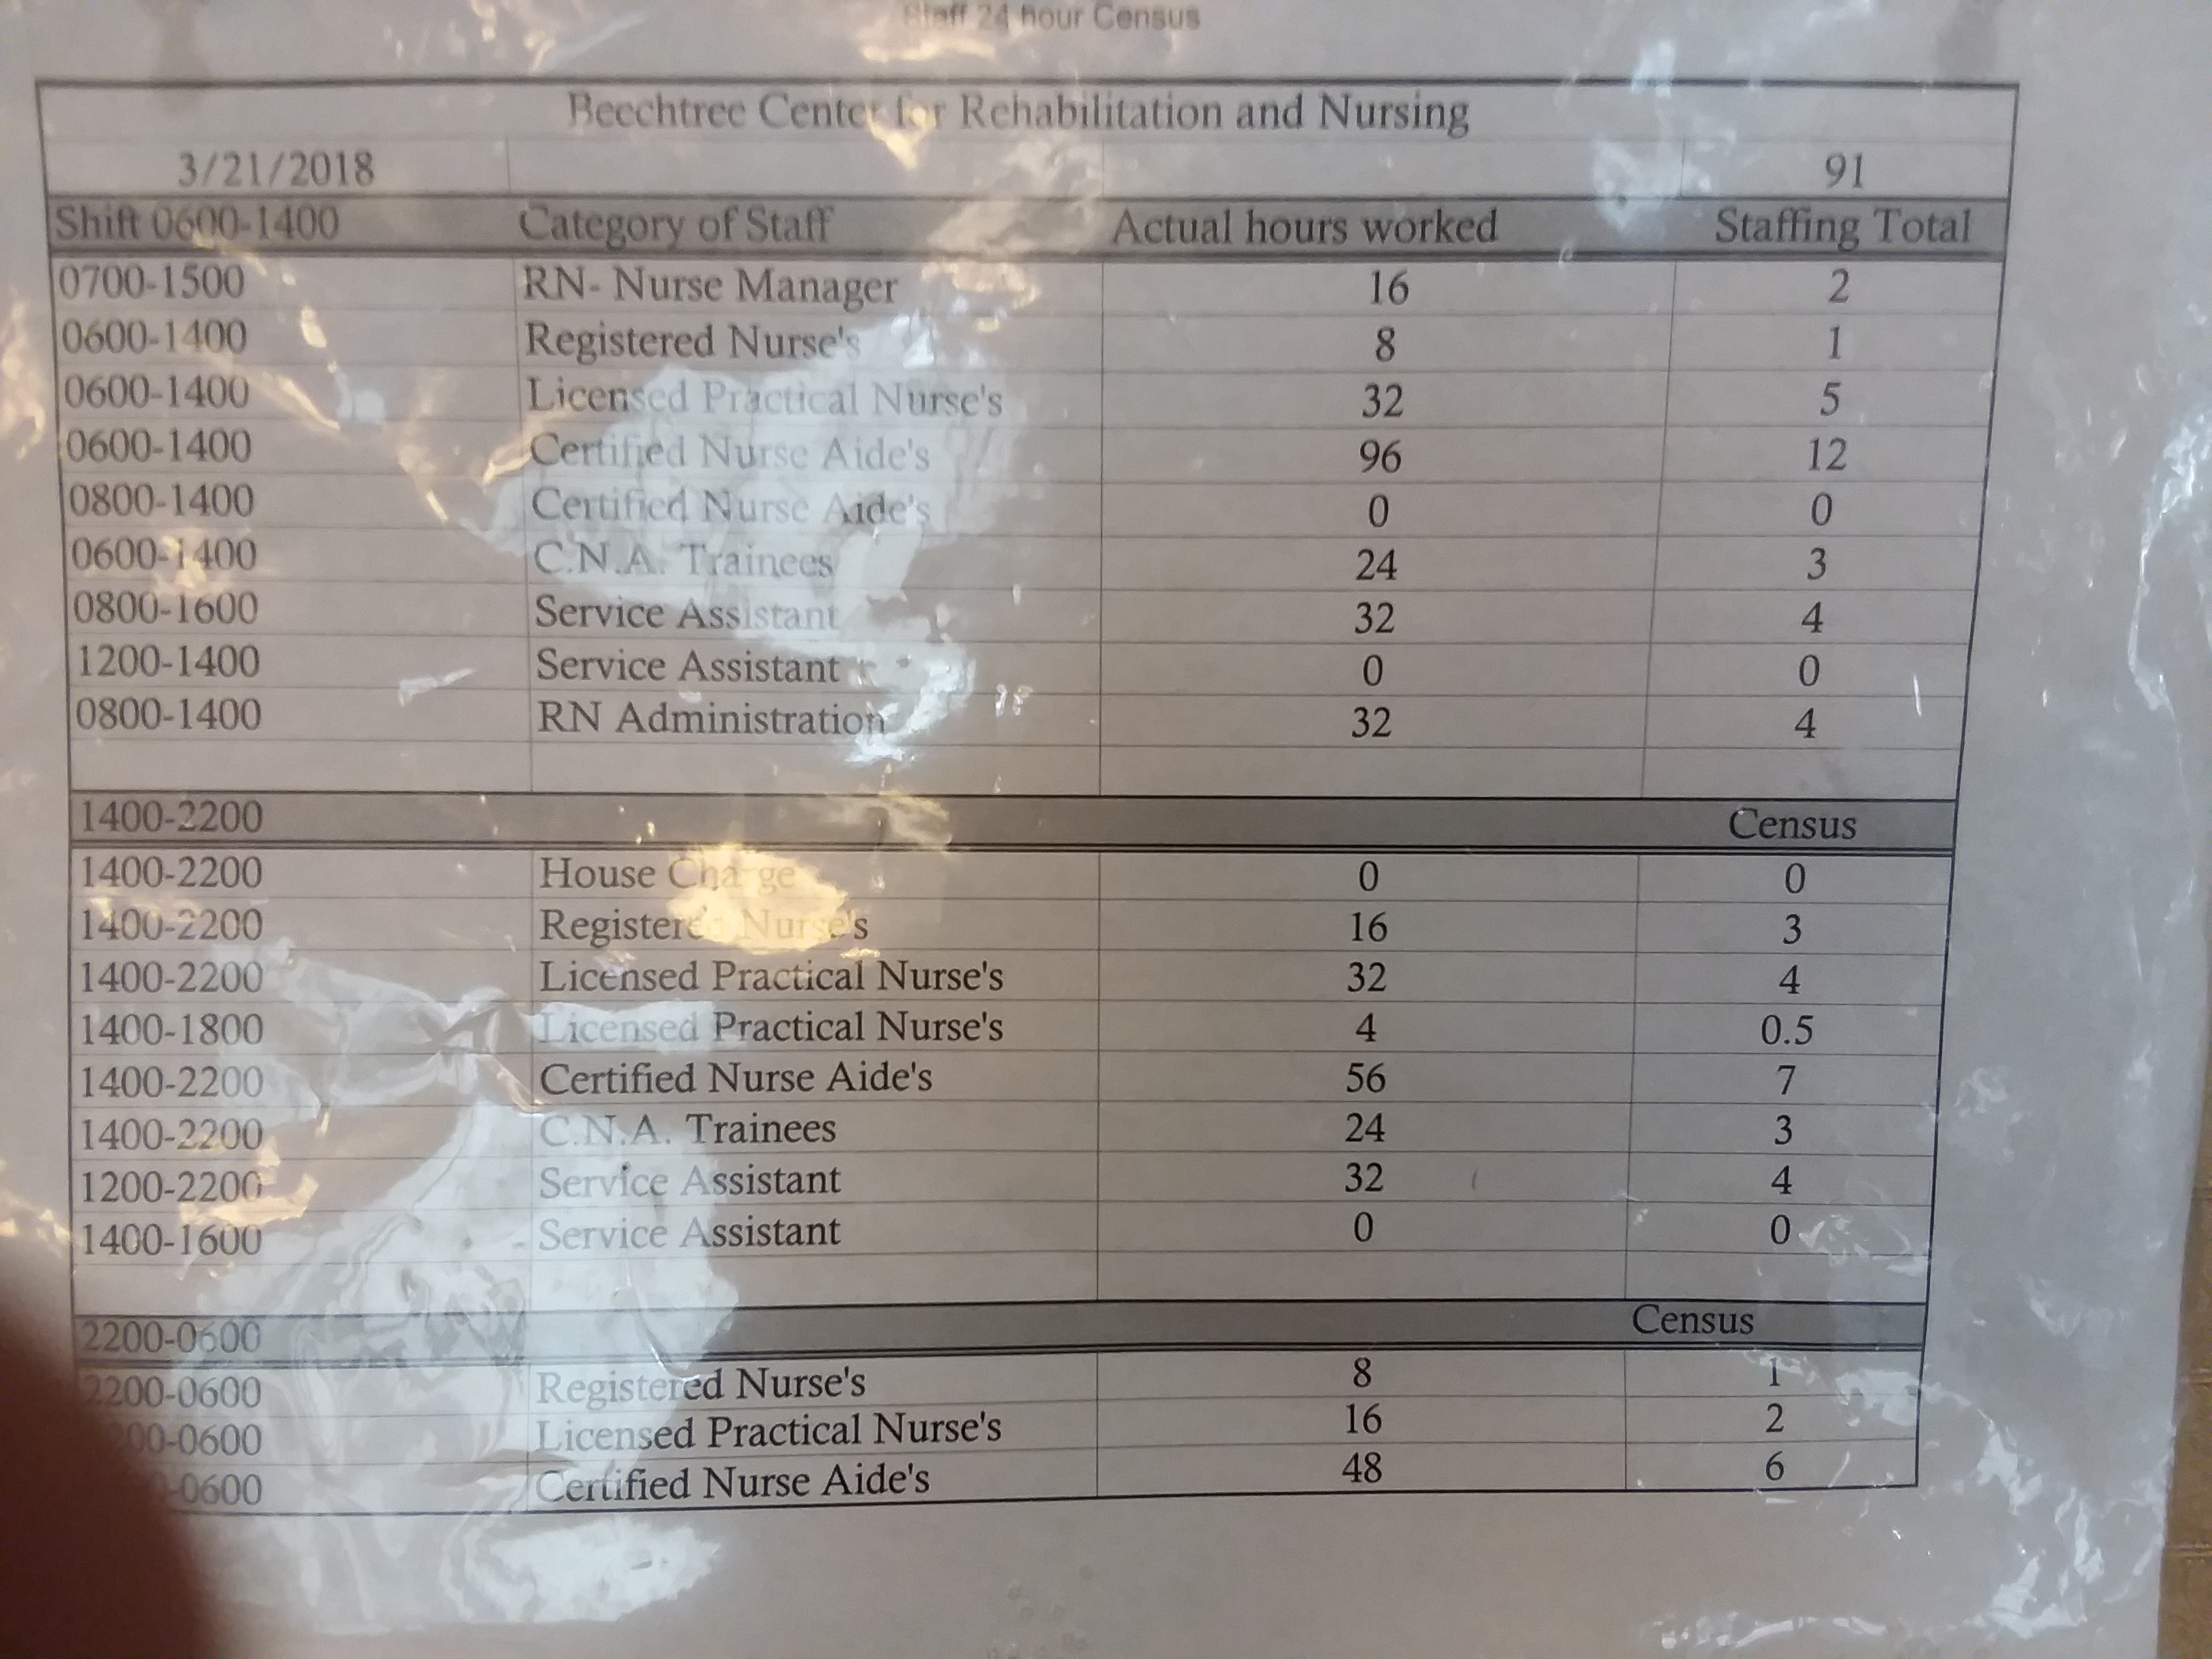 Staff 24 hour Census
Beechtree Center for Rehabilitation and Nursing
3/21/2018 91
Shift 0600-1400 Category of Staff Actual hours worked Staffing Total
0700-1500 RN- Nurse Manager 16 2
0600-1400 Registered Nurse's 8 1
0600-1400 Licensed Practical Nurse's 32 5
0600-1400 Certified Nurse Aide's 96 12
0800-1400 Certified Nurse Aide's 0 0
0600-1400 C.N.A. Trainees 24 3
0800-1600 Service Assistant 32 4
1200-1400 Service Assistant 0 0
0800-1400 RN Administration 32 4
1400-2200 Census
1400-2200 House Charge 0 0
1400-2200 Registered Nurse's 16 3
1400-2200 Licensed Practical Nurse's 32 4
1400-1800 Licensed Practical Nurse's 4 0.5
1400-2200 Certified Nurse Aide's 56 7
1400-2200 C.N.A. Trainees 24 3
1200-2200 Service Assistant 32 4
1400-1600 Service Assistant 0 0
2200-0600 Census
2200-0600 Registered Nurse's 8 1
00-0600 Licensed Practical Nurse's 16 2
-0600 Certified Nurse Aide's 48 6